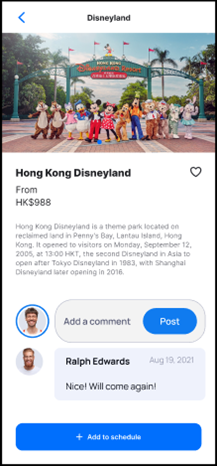 Disneyland
Hong Kong Disneyland
From
HK$988
Hong Kong Disneyland is a theme park located on
reclaimed land in Penny's Bay, Lantau Island, Hong
Kong. It opened to visitors on Monday, September 12,
2005, at 13:00 HKT, the second Disneyland in Asia to
open after Tokyo Disneyland in 1983, with Shanghai
Disneyland later opening in 2016.
Add a comment
Post
Ralph Edwards
Aug 19, 2021
Nice! Will come again!
+ Add to schedule